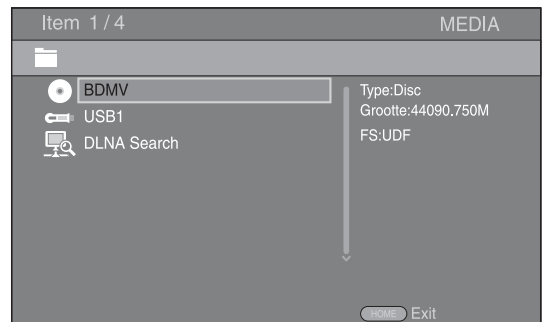 Item 1/4 MEDIA
BDMV
USB1
DLNA Search
Type:Disc
Grootte:44090.750M
FS:UDF
HOME Exit